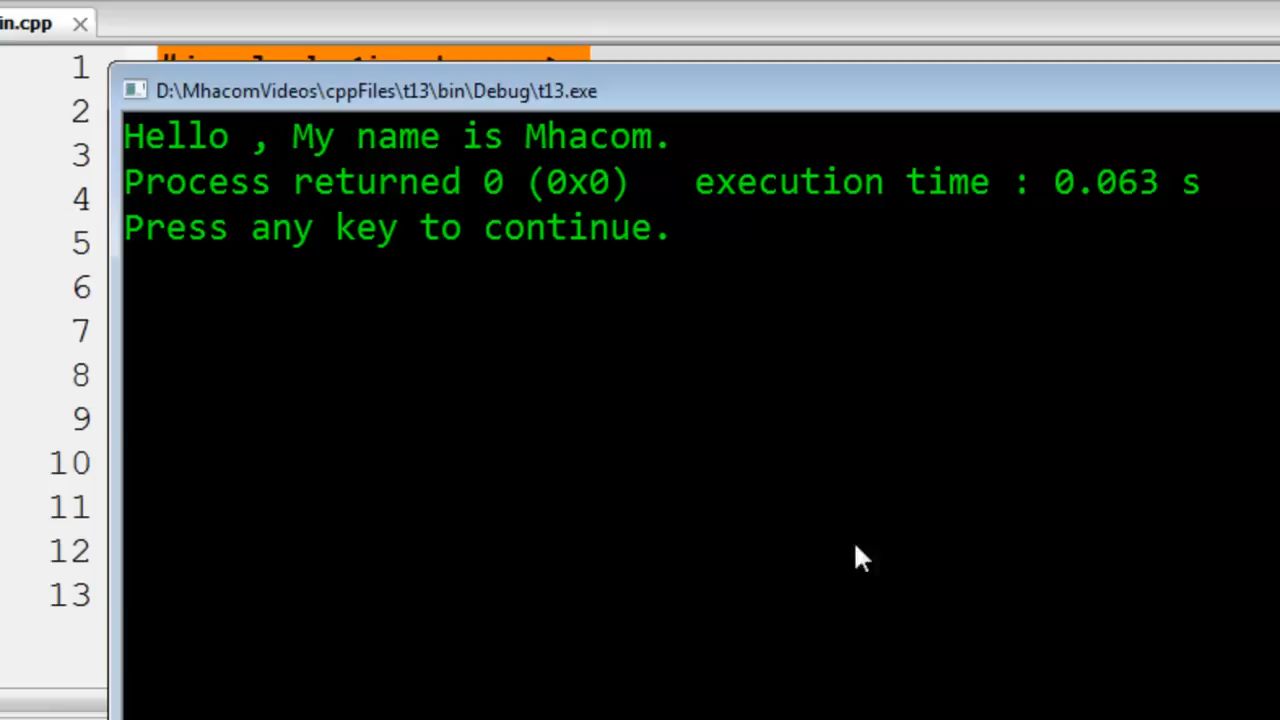 in.cpp
D:\MhacomVideos\cppFiles\t13\bin\Debug\t13.exe
Hello , My name is Mhacom.
Process returned 0 (0x0)   execution time : 0.063 s
Press any key to continue.
1
2
3
4
5
6
7
8
9
10
11
12
13